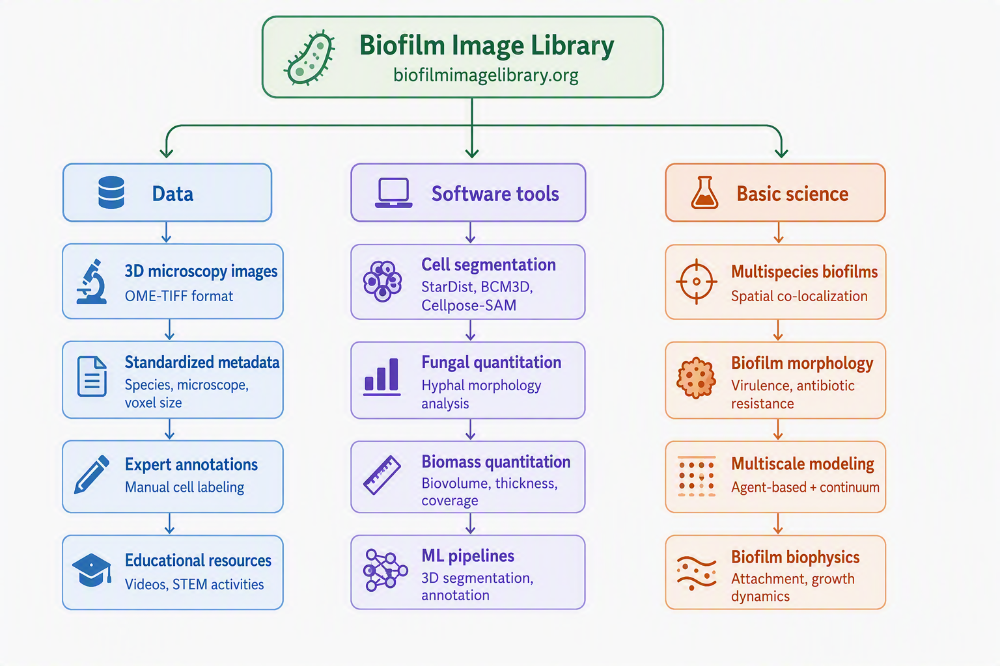 Biofilm Image Library
biofilmimagelibrary.org
Data
3D microscopy images
OME-TIFF format
Standardized metadata
Species, microscope,
voxel size
Expert annotations
Manual cell labeling
Educational resources
Videos, STEM activities
Software tools
Cell segmentation
StarDist, BCM3D,
Cellpose-SAM
Fungal quantitation
Hyphal morphology
analysis
Biomass quantitation
Biovolume, thickness,
coverage
ML pipelines
3D segmentation,
annotation
Basic science
Multispecies biofilms
Spatial co-localization
Biofilm morphology
Virulence, antibiotic
resistance
Multiscale modeling
Agent-based + continuum
Biofilm biophysics
Attachment, growth
dynamics